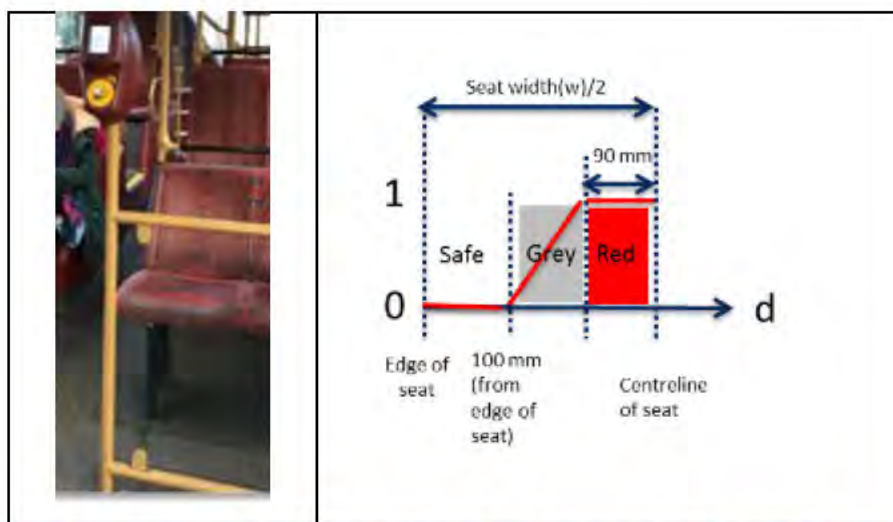 Seat width(w)/2
90 mm
1
Safe
Grey
Red
0
d
Edge of
seat
100 mm
(from
edge of
seat)
Centreline
of seat